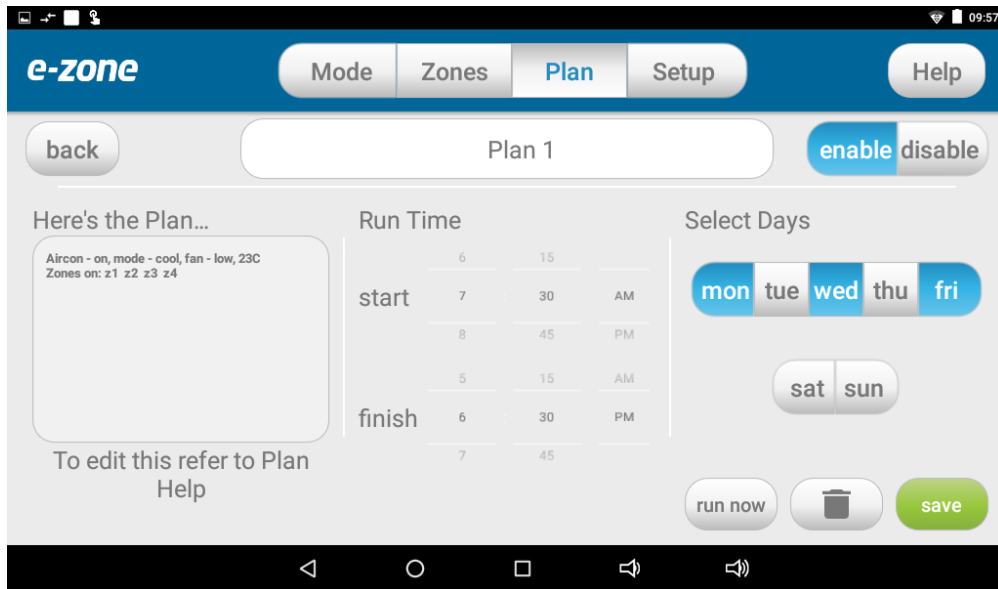 09:57
e-zone
Mode Zones Plan Setup Help
back Plan 1 enable disable
Here's the Plan...
Aircon - on, mode - cool, fan - low, 23C
Zones on: z1 z2 z3 z4
To edit this refer to Plan
Help
Run Time
6 15
start 7 : 30 AM
8 45 PM
5 15 AM
finish 6 : 30 PM
7 45
Select Days
mon tue wed thu fri
sat sun
run now save